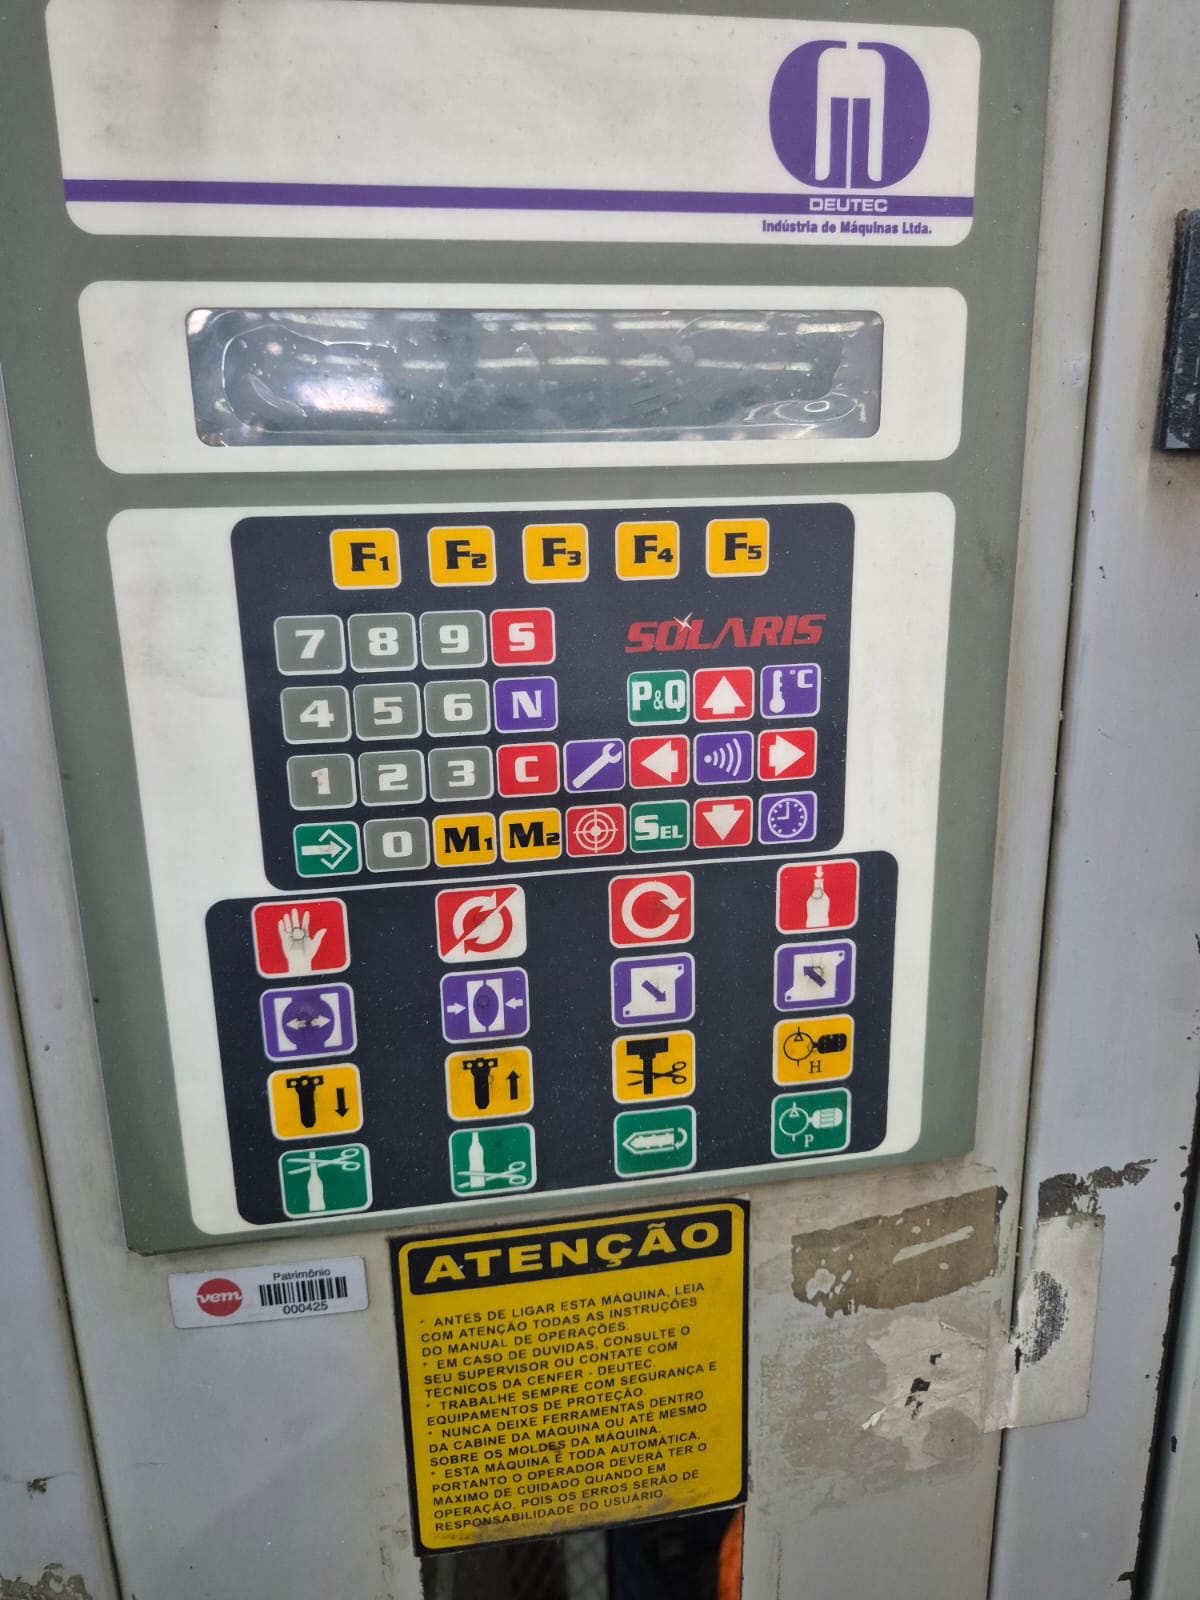 DEUTEC
Indústria de Máquinas Ltda.
F1 F2 F3 F4 F5
7 8 9 S
SOLARIS
4 5 6 N P&Q °C
1 2 3 C
0 M1 M2 SEL
H
P
ATENÇÃO
• ANTES DE LIGAR ESTA MÁQUINA, LEIA
COM ATENÇÃO TODAS AS INSTRUÇÕES
DO MANUAL DE OPERAÇÕES.
• EM CASO DE DÚVIDAS, CONSULTE O
SEU SUPERVISOR OU CONTATE COM
TÉCNICOS DA CENFER - DEUTEC.
• TRABALHE SEMPRE COM SEGURANÇA E
EQUIPAMENTOS DE PROTEÇÃO.
• NUNCA DEIXE FERRAMENTAS DENTRO
DA CABINE DA MÁQUINA OU ATÉ MESMO
SOBRE OS MOLDES DA MÁQUINA.
• ESTA MÁQUINA É TODA AUTOMÁTICA,
PORTANTO O OPERADOR DEVERÁ TER O
MÁXIMO DE CUIDADO QUANDO EM
OPERAÇÃO, POIS OS ERROS SERÃO DE
RESPONSABILIDADE DO USUÁRIO.
vem
Patrimônio
000425